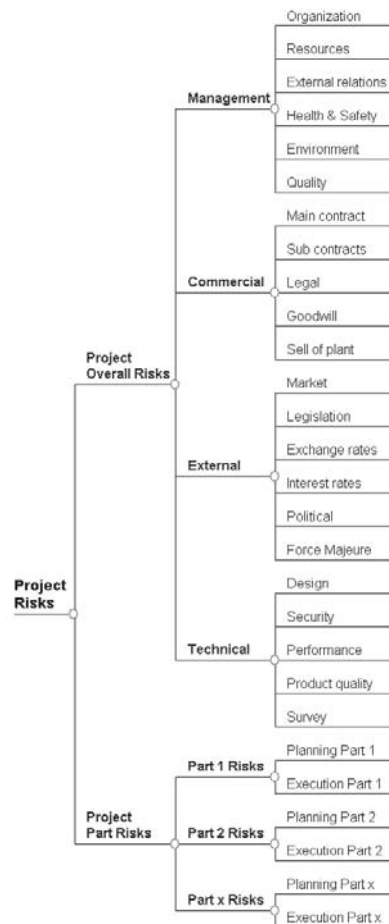 Organization
Resources
External relations
Management
Health & Safety
Environment
Quality
Main contract
Sub contracts
Commercial
Legal
Goodwill
Sell of plant
Project
Overall Risks
Market
Legislation
Exchange rates
External
Interest rates
Political
Force Majeure
Project
Risks
Design
Security
Technical
Performance
Product quality
Survey
Planning Part 1
Part 1 Risks
Execution Part 1
Project
Part Risks
Planning Part 2
Part 2 Risks
Execution Part 2
Planning Part x
Part x Risks
Execution Part x